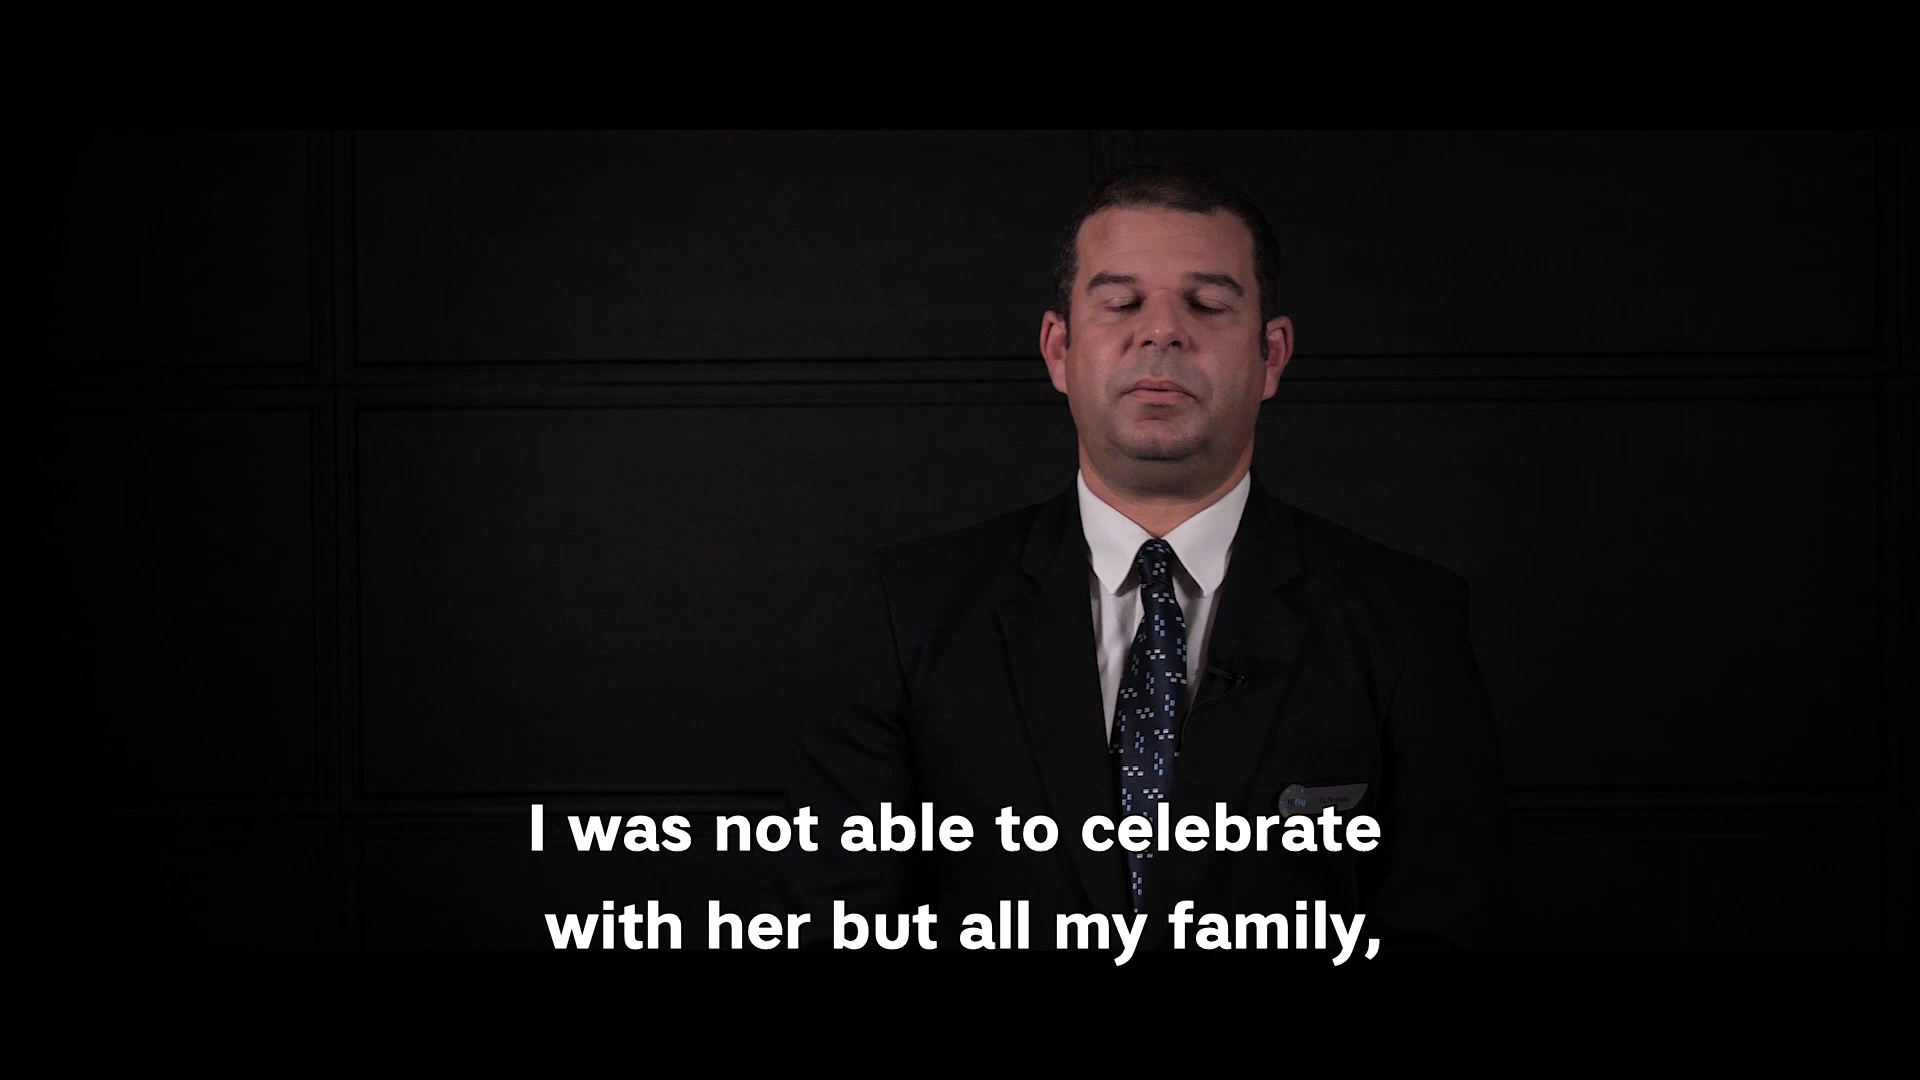 I was not able to celebrate
with her but all my family,